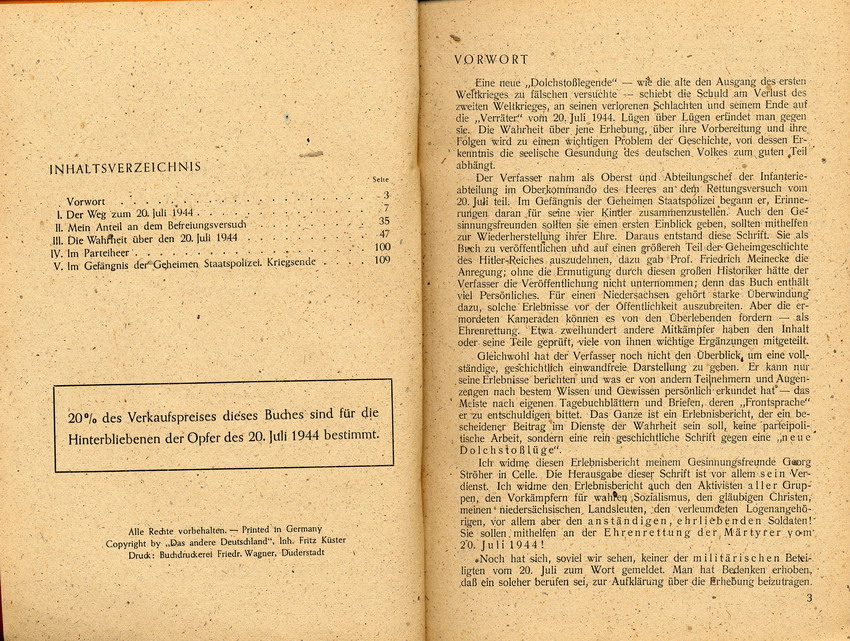 INHALTSVERZEICHNIS
Seite
Vorwort . . . . . . . . . . . . . . . 3
I. Der Weg zum 20. Juli 1944 . . . . . . . . . . 7
II. Mein Anteil am Befreiungsversuch . . . . . . . 35
III. Die Wahrheit über den 20. Juli 1944 . . . . . . . 47
IV. Im Parteiheer . . . . . . . . . . . . . 100
V. Im Gefängnis der Geheimen Staatspolizei. Kriegsende . . . . . 109
20% des Verkaufspreises dieses Buches sind für die
Hinterbliebenen der Opfer des 20. Juli 1944 bestimmt.
Alle Rechte vorbehalten. — Printed in Germany
Copyright by „Das andere Deutschland", Inh. Fritz Küster
Druck: Buchdruckerei Friedr. Wagner, Duderstadt
VORWORT
Eine neue „Dolchstoßlegende" — wie die alte den Ausgang des ersten
Weltkrieges zu fälschen versuchte — schiebt die Schuld am Verlust des
zweiten Weltkrieges, an seinen verlorenen Schlachten und seinem Ende auf
die „Verräter" vom 20. Juli 1944. Lügen über Lügen erfindet man gegen
sie. Die Wahrheit über jene Erhebung, über ihre Vorbereitung und ihre
Folgen wird zu einem wichtigen Problem der Geschichte, von dessen Er-
kenntnis die seelische Gesundung des deutschen Volkes zum guten Teil
abhängt.
Der Verfasser nahm als Oberst und Abteilungschef der Infanterie-
abteilung im Oberkommando des Heeres an dem Rettungsversuch vom
20. Juli teil. Im Gefängnis der Geheimen Staatspolizei begann er, Erinne-
rungen daran für seine vier Kinder zusammenzustellen. Auch den Ge-
sinnungsfreunden sollten sie einen ersten Einblick geben, sollten mithelfen
zur Wiederherstellung ihrer Ehre. Daraus entstand diese Schrift. Sie als
Buch zu veröffentlichen und auf einen größeren Teil der Geheimgeschichte
des Hitler-Reiches auszudehnen, dazu gab Prof. Friedrich Meinecke die
Anregung; ohne die Ermutigung durch diesen großen Historiker hätte der
Verfasser die Veröffentlichung nicht unternommen; denn das Buch enthält
viel Persönliches. Für einen Niedersachsen gehört starke Überwindung
dazu, solche Erlebnisse vor der Öffentlichkeit auszubreiten. Aber die er-
mordeten Kameraden können es von den Überlebenden fordern — als
Ehrenrettung. Etwa zweihundert andere Mitkämpfer haben den Inhalt
oder seine Teile geprüft, viele von ihnen wichtige Ergänzungen mitgeteilt.
Gleichwohl hat der Verfasser noch nicht den Überblick, um eine voll-
ständige, geschichtlich einwandfreie Darstellung zu geben. Er kann nur
seine Erlebnisse berichten und was er von andern Teilnehmern und Augen-
zeugen nach bestem Wissen und Gewissen persönlich erkundet hat — das
Meiste nach eigenen Tagebuchblättern und Briefen, deren „Frontsprache"
er zu entschuldigen bittet. Das Ganze ist ein Erlebnisbericht, der ein be-
scheidener Beitrag im Dienste der Wahrheit sein soll, keine parteipoli-
tische Arbeit, sondern eine rein geschichtliche Schrift gegen eine „neue
Dolchstoßlüge".
Ich widme diesen Erlebnisbericht meinem Gesinnungsfreunde Georg
Ströher in Celle. Die Herausgabe dieser Schrift ist vor allem sein Ver-
dienst. Ich widme den Erlebnisbericht auch den Aktivisten aller Grup-
pen, den Vorkämpfern für wahren Sozialismus, den gläubigen Christen,
meinen niedersächsischen Landsleuten, den verleumdeten Logenangehö-
rigen, vor allem aber den anständigen, ehrliebenden Soldaten!
Sie sollen mithelfen an der Ehrenrettung der Märtyrer vom
20. Juli 1944!
Noch hat sich, soviel wir sehen, keiner der militärischen Betei-
ligten vom 20. Juli zum Wort gemeldet. Man hat Bedenken erhoben,
daß ein solcher berufen sei, zur Aufklärung über die Erhebung beizutragen.
3